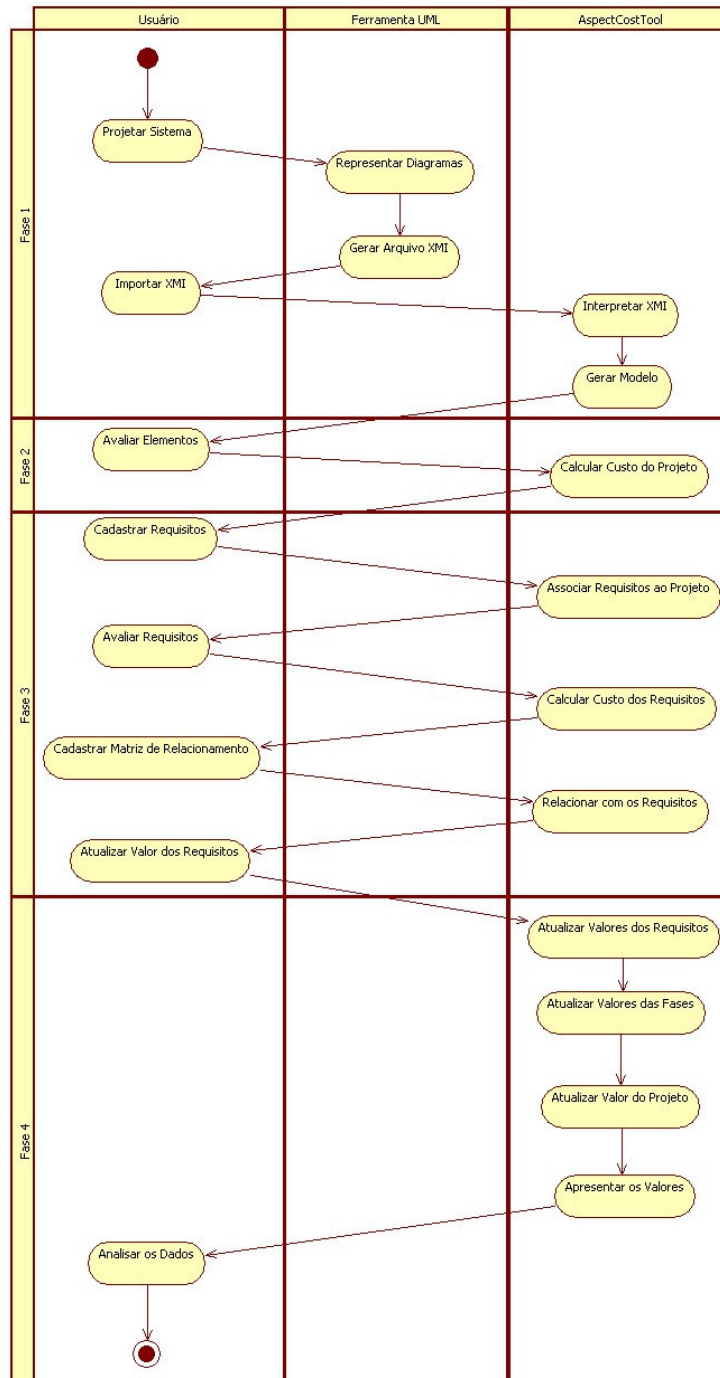 Usuário
Ferramenta UML
AspectCostTool
Fase 1
Projetar Sistema
Representar Diagramas
Gerar Arquivo XMI
Importar XMI
Interpretar XMI
Gerar Modelo
Fase 2
Avaliar Elementos
Calcular Custo do Projeto
Fase 3
Cadastrar Requisitos
Associar Requisitos ao Projeto
Avaliar Requisitos
Calcular Custo dos Requisitos
Cadastrar Matriz de Relacionamento
Relacionar com os Requisitos
Atualizar Valor dos Requisitos
Fase 4
Atualizar Valores dos Requisitos
Atualizar Valores das Fases
Atualizar Valor do Projeto
Apresentar os Valores
Analisar os Dados